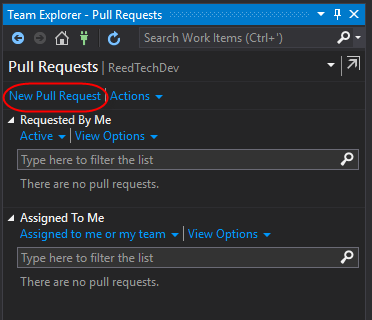 Team Explorer - Pull Requests
Search Work Items (Ctrl+')
Pull Requests | ReedTechDev
New Pull Request | Actions
Requested By Me
Active | View Options
Type here to filter the list
There are no pull requests.
Assigned To Me
Assigned to me or my team | View Options
Type here to filter the list
There are no pull requests.